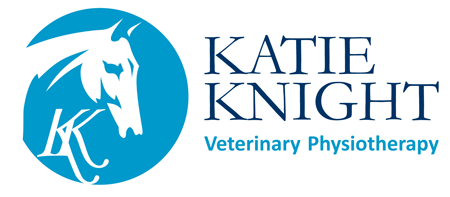 KK
KATIE
KNIGHT
Veterinary Physiotherapy